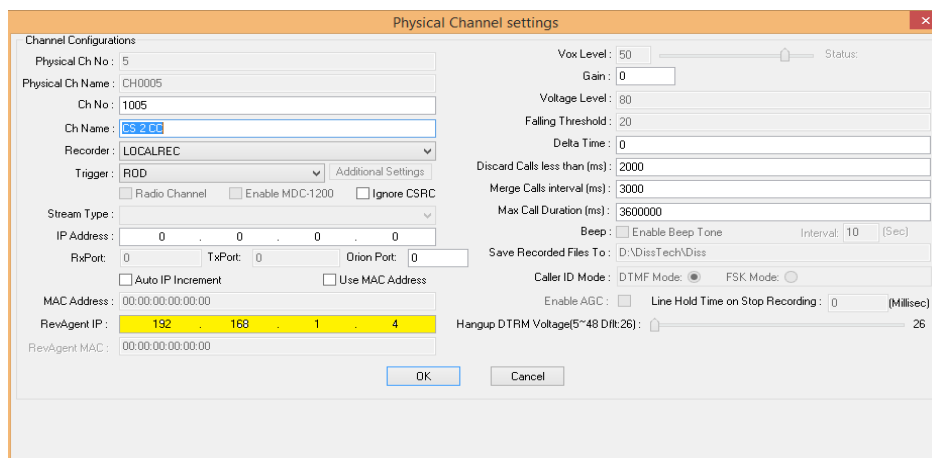 Physical Channel settings
Channel Configurations
Physical Ch No : 5
Physical Ch Name : CH0005
Ch No : 1005
Ch Name : CS 2 CC
Recorder : LOCALREC
Trigger : ROD Additional Settings
Radio Channel Enable MDC-1200 Ignore CSRC
Stream Type :
IP Address : 0 . 0 . 0 . 0
RxPort: 0 TxPort: 0 Orion Port: 0
Auto IP Increment Use MAC Address
MAC Address : 00:00:00:00:00:00
RevAgent IP : 192 . 168 . 1 . 4
RevAgent MAC : 00:00:00:00:00:00
Vox Level : 50 Status:
Gain : 0
Voltage Level : 80
Falling Threshold : 20
Delta Time : 0
Discard Calls less than (ms) : 2000
Merge Calls interval (ms) : 3000
Max Call Duration (ms) : 3600000
Beep : Enable Beep Tone Interval: 10 (Sec)
Save Recorded Files To : D:\DissTech\Diss
Caller ID Mode : DTMF Mode: FSK Mode:
Enable AGC : Line Hold Time on Stop Recording : 0 (Millisec)
Hangup DTRM Voltage(5~48 Dflt:26) : 26
OK Cancel